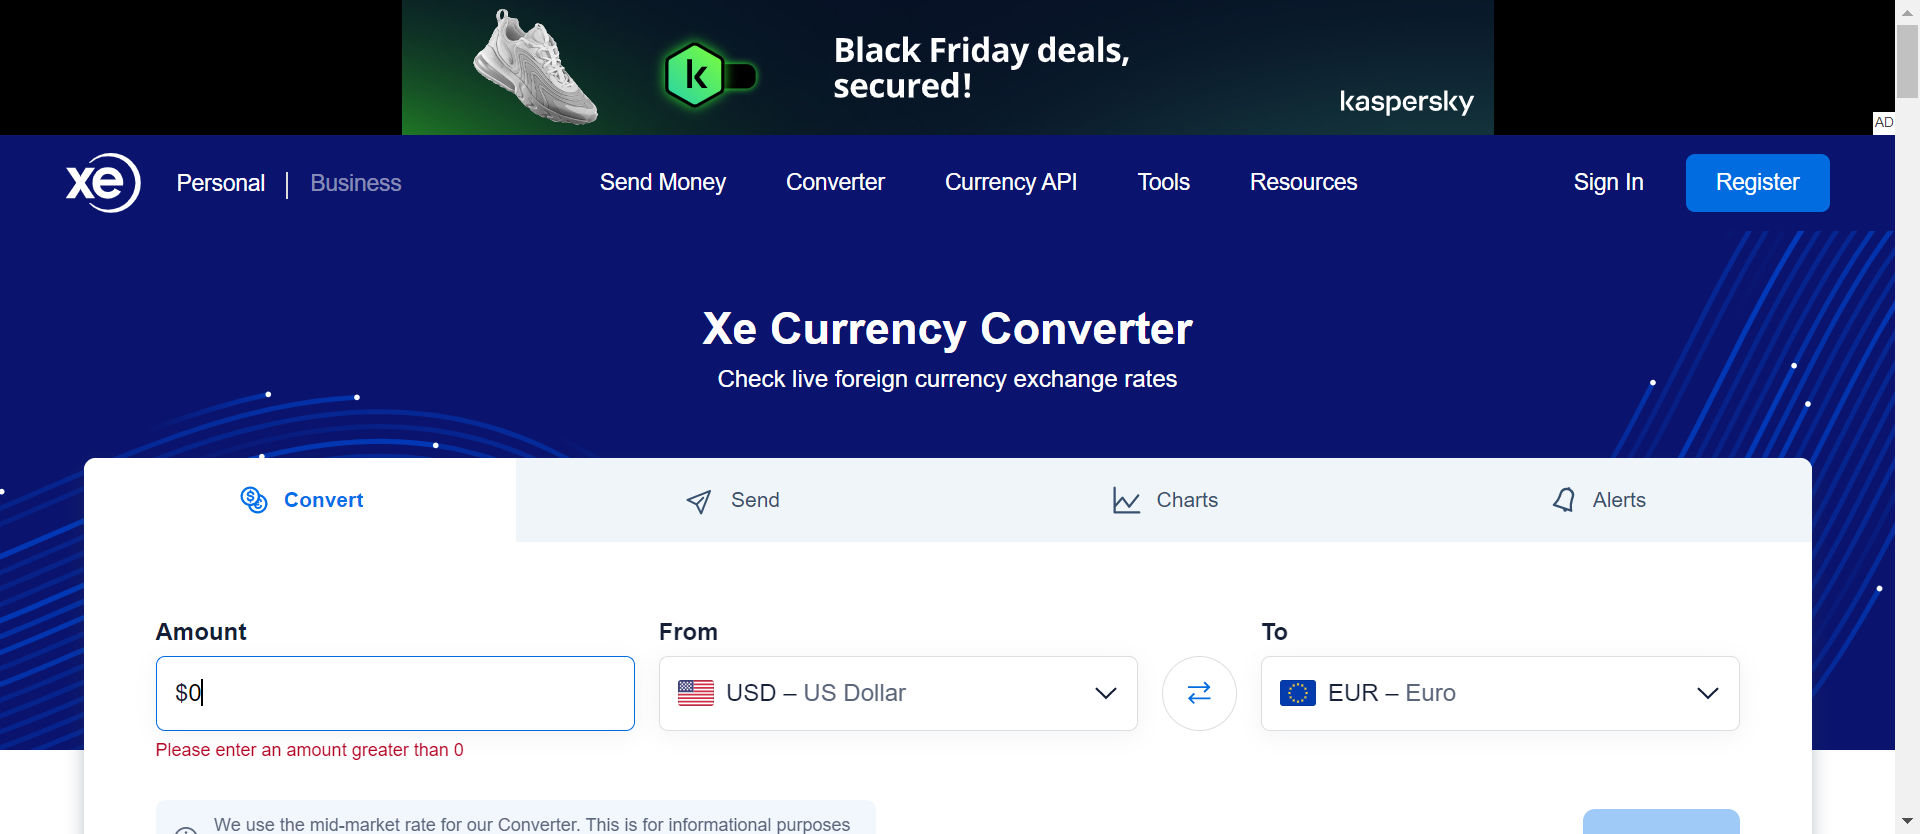 Black Friday deals,
secured!
kaspersky
AD
xe
Personal
Business
Send Money
Converter
Currency API
Tools
Resources
Sign In
Register
Xe Currency Converter
Check live foreign currency exchange rates
Convert
Send
Charts
Alerts
Amount
From
To
$0
USD – US Dollar
EUR – Euro
Please enter an amount greater than 0
We use the mid-market rate for our Converter. This is for informational purposes